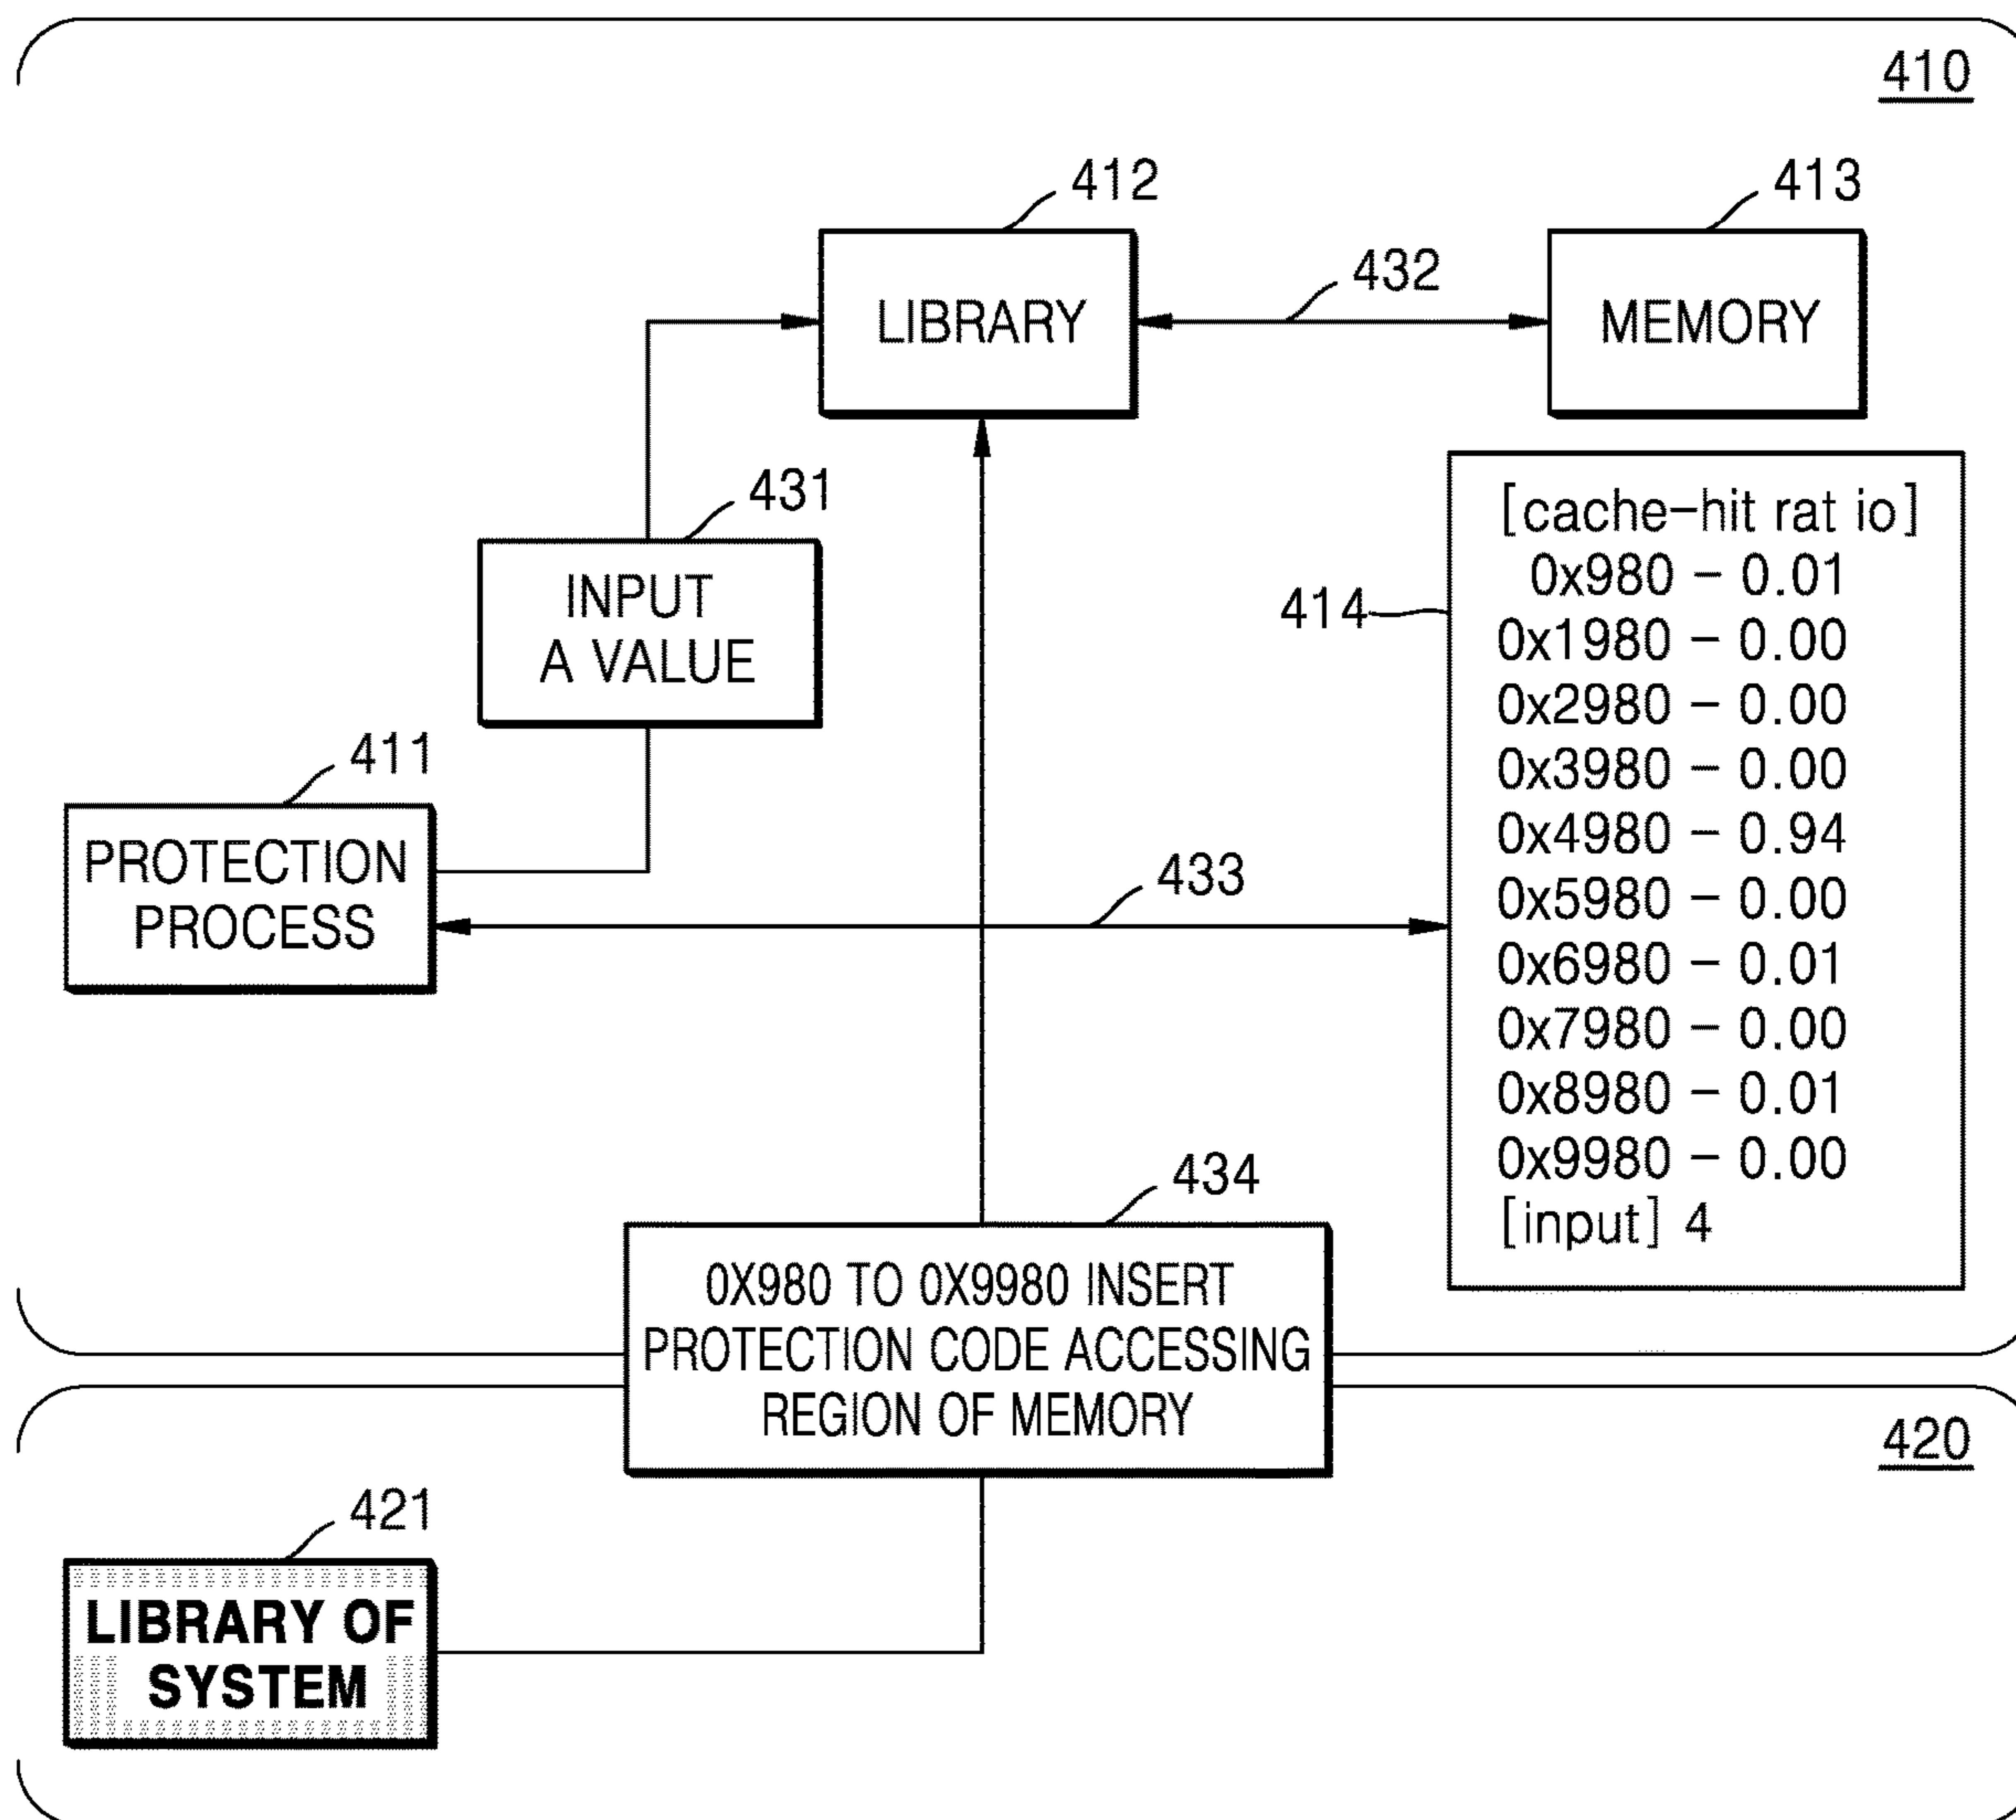 410
412
413
LIBRARY
432
MEMORY
431
INPUT
A VALUE
414
[cache-hit rat io]
0x980 – 0.01
0x1980 – 0.00
0x2980 – 0.00
0x3980 – 0.00
0x4980 – 0.94
0x5980 – 0.00
0x6980 – 0.01
0x7980 – 0.00
0x8980 – 0.01
0x9980 – 0.00
[input] 4
411
PROTECTION
PROCESS
433
434
0X980 TO 0X9980 INSERT
PROTECTION CODE ACCESSING
REGION OF MEMORY
420
421
LIBRARY OF
SYSTEM